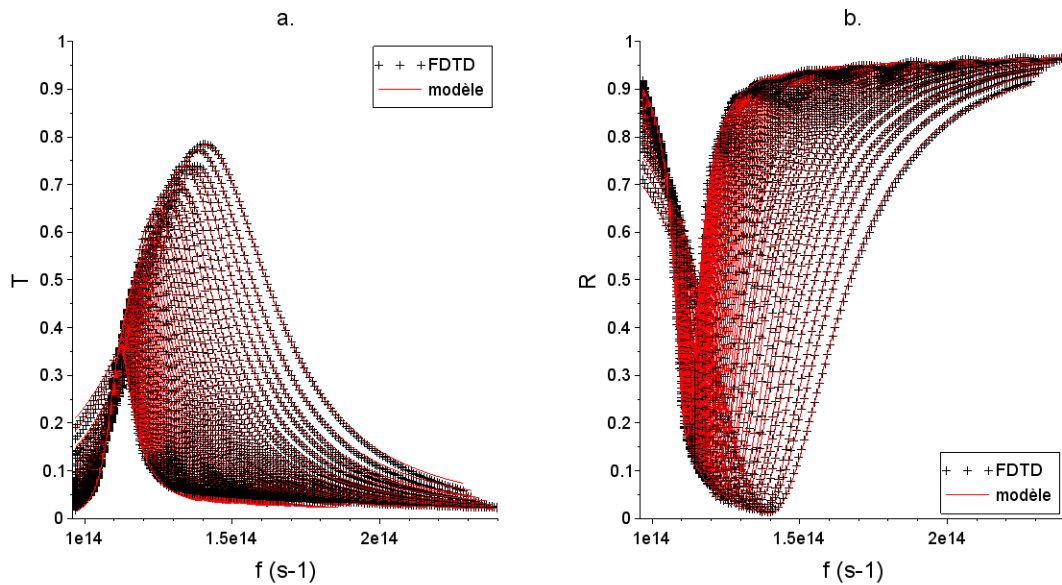 a.
1
0.9
0.8
0.7
0.6
0.5
0.4
0.3
0.2
0.1
0
T
+ + + FDTD
modèle
1e14
1.5e14
2e14
f (s-1)
b.
1
0.9
0.8
0.7
0.6
0.5
0.4
0.3
0.2
0.1
0
R
+ + + FDTD
modèle
1e14
1.5e14
2e14
f (s-1)